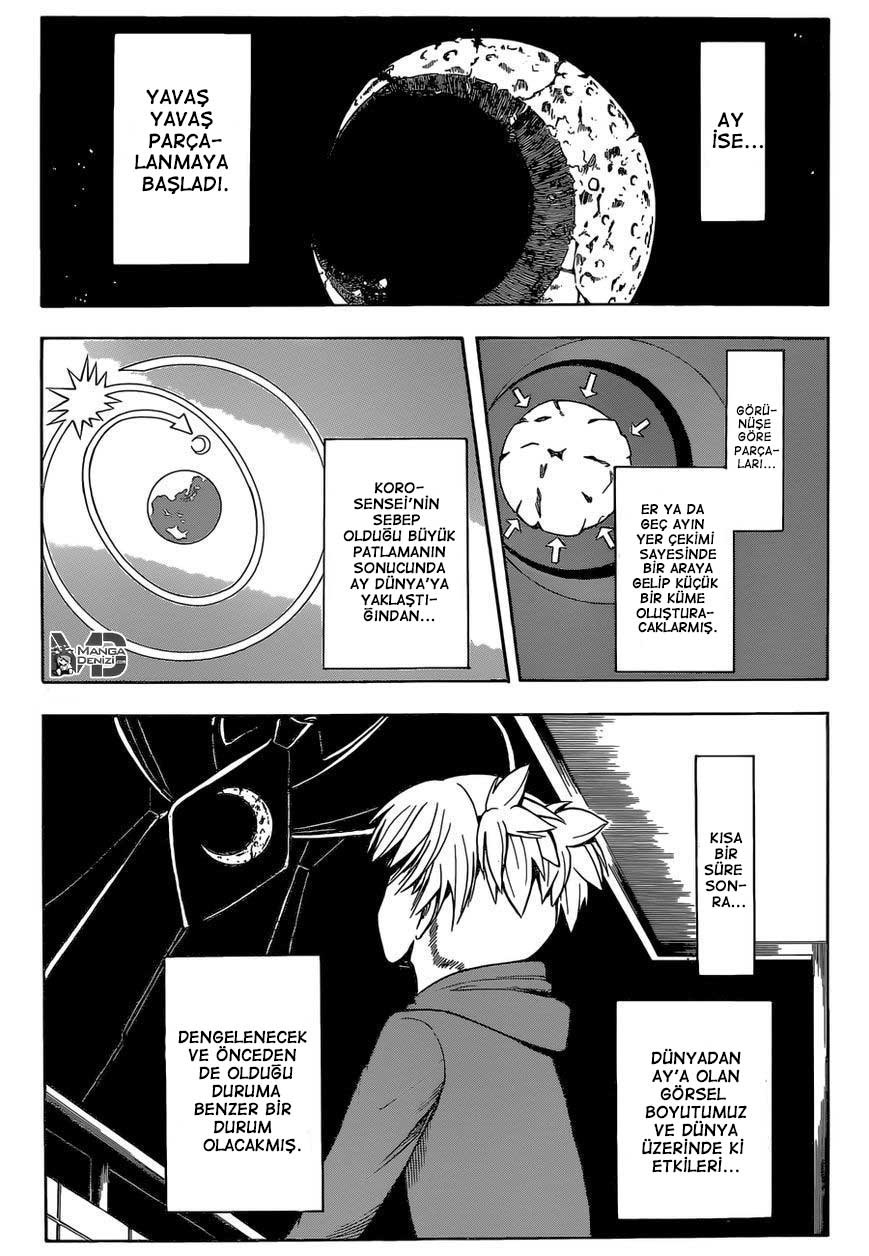 AY
İSE...
YAVAŞ
YAVAŞ
PARÇA-
LANMAYA
BAŞLADI.
GÖRÜ-
NÜŞE
GÖRE
PARÇA-
LARI...
ER YA DA
GEÇ AYIN
YER ÇEKİMİ
SAYESİNDE
BİR ARAYA
GELİP KÜÇÜK
BİR KÜME
OLUŞTURA-
CAKLARMIŞ.
KORO-
SENSEI'NİN
SEBEP
OLDUĞU BÜYÜK
PATLAMANIN
SONUCUNDA
AY DÜNYA'YA
YAKLAŞTI-
ĞINDAN...
MD
MANGA
DENİZİ
KISA
BİR
SÜRE
SON-
RA...
DÜNYADAN
AY'A OLAN
GÖRSEL
BOYUTUMUZ
VE DÜNYA
ÜZERİNDE Kİ
ETKİLERİ...
DENGELENECEK
VE ÖNCEDEN
DE OLDUĞU
DURUMA
BENZER BİR
DURUM
OLACAKMIŞ.